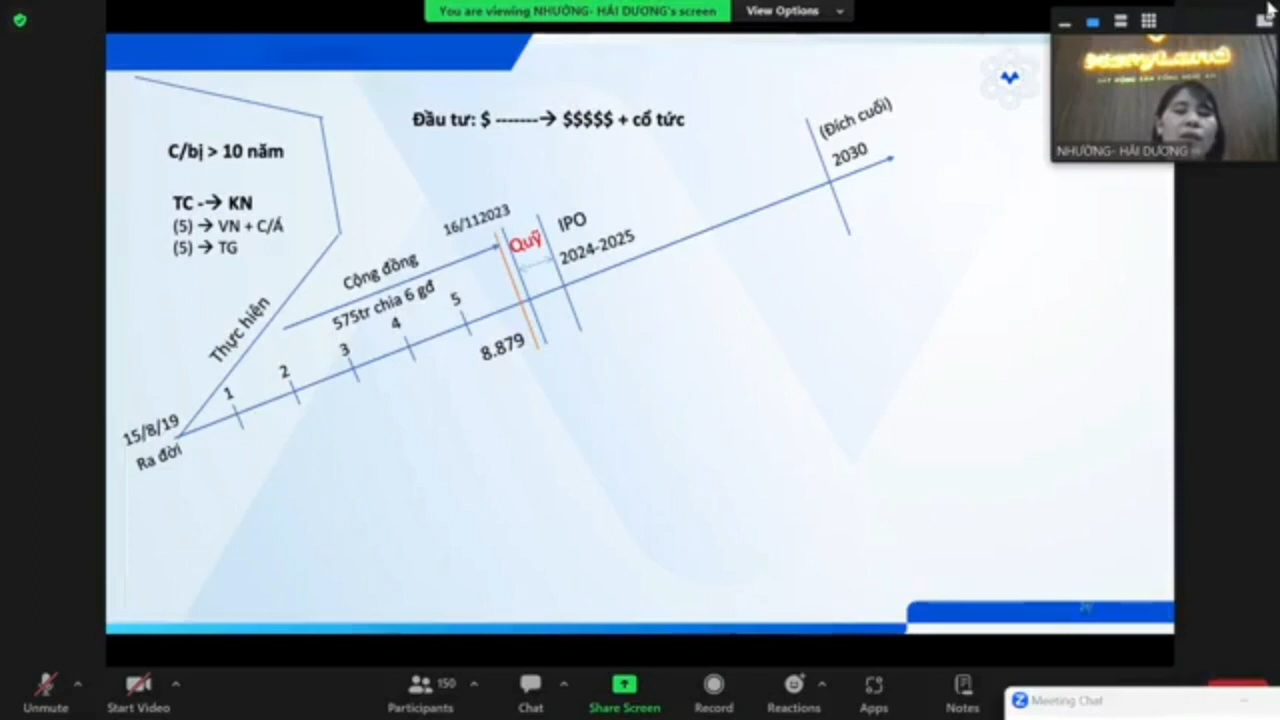 You are viewing NHƯỜNG- HẢI DƯƠNG's screen
View Options
NHƯỜNG- HẢI DƯƠNG
Đầu tư: $ -------→ $$$$$ + cổ tức
C/bị > 10 năm
TC -→ KN
(5) → VN + C/Á
(5) → TG
Thực hiện
Cộng đồng
575tr chia 6 gđ
16/112023
Quỹ
IPO
2024-2025
(Đích cuối)
2030
1
2
3
4
5
8.879
15/8/19
Ra đời
Unmute
Start Video
Participants
150
Chat
Share Screen
Record
Reactions
Apps
Notes
Meeting Chat